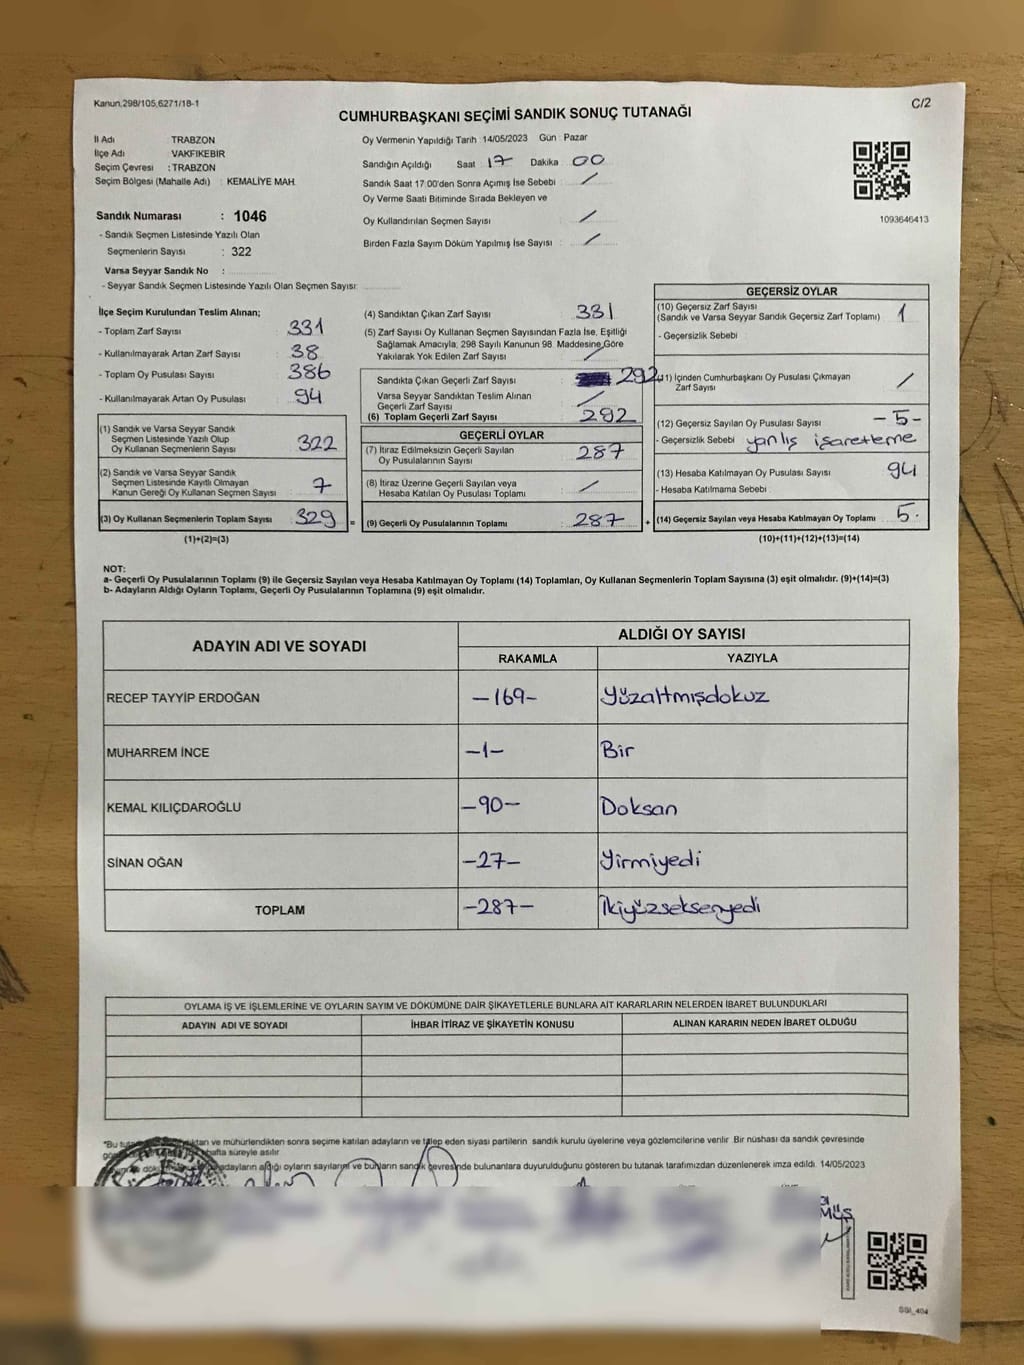 Kanun.298/105,6271/18-1
C/2
CUMHURBAŞKANI SEÇİMİ SANDIK SONUÇ TUTANAĞI
İl Adı TRABZON
İlçe Adı : VAKFIKEBİR
Seçim Çevresi : TRABZON
Seçim Bölgesi (Mahalle Adı) : KEMALİYE MAH.
Sandık Numarası : 1046
- Sandık Seçmen Listesinde Yazılı Olan
Seçmenlerin Sayısı : 322
Varsa Seyyar Sandık No :
- Seyyar Sandık Seçmen Listesinde Yazılı Olan Seçmen Sayısı:
Oy Vermenin Yapıldığı Tarih : 14/05/2023 Gün : Pazar
Sandığın Açıldığı Saat 17 Dakika 00
Sandık Saat 17:00'den Sonra Açımış İse Sebebi : /
Oy Verme Saati Bitiminde Sırada Bekleyen ve
Oy Kullandırılan Seçmen Sayısı : /
Birden Fazla Sayım Döküm Yapılmış İse Sayısı : /
1093646413
İlçe Seçim Kurulundan Teslim Alınan;
- Toplam Zarf Sayısı : 331
- Kullanılmayarak Artan Zarf Sayısı : 38
- Toplam Oy Pusulası Sayısı : 386
- Kullanılmayarak Artan Oy Pusulası : 94
(1) Sandık ve Varsa Seyyar Sandık
Seçmen Listesinde Yazılı Olup
Oy Kullanan Seçmenlerin Sayısı : 322
(2) Sandık ve Varsa Seyyar Sandık
Seçmen Listesinde Kayıtlı Olmayan
Kanun Gereği Oy Kullanan Seçmen Sayısı : 7
(3) Oy Kullanan Seçmenlerin Toplam Sayısı : 329 =
(1)+(2)=(3)
(4) Sandıktan Çıkan Zarf Sayısı : 331
(5) Zarf Sayısı Oy Kullanan Seçmen Sayısından Fazla İse, Eşitliği
Sağlamak Amacıyla; 298 Sayılı Kanunun 98. Maddesine Göre
Yakılarak Yok Edilen Zarf Sayısı : /
Sandıkta Çıkan Geçerli Zarf Sayısı : 292
Varsa Seyyar Sandıktan Teslim Alınan
Geçerli Zarf Sayısı : /
(6) Toplam Geçerli Zarf Sayısı : 292
GEÇERLİ OYLAR
(7) İtiraz Edilmeksizin Geçerli Sayılan
Oy Pusulalarının Sayısı : 287
(8) İtiraz Üzerine Geçerli Sayılan veya
Hesaba Katılan Oy Pusulası Toplamı : /
(9) Geçerli Oy Pusulalarının Toplamı : 287 +
GEÇERSİZ OYLAR
(10) Geçersiz Zarf Sayısı
(Sandık ve Varsa Seyyar Sandık Geçersiz Zarf Toplamı) : 1
- Geçersizlik Sebebi
(11) İçinden Cumhurbaşkanı Oy Pusulası Çıkmayan
Zarf Sayısı : /
(12) Geçersiz Sayılan Oy Pusulası Sayısı : -5-
- Geçersizlik Sebebi yanlış işaretleme
(13) Hesaba Katılmayan Oy Pusulası Sayısı : 94
- Hesaba Katılmama Sebebi :
(14) Geçersiz Sayılan veya Hesaba Katılmayan Oy Toplamı : 5.
(10)+(11)+(12)+(13)=(14)
NOT:
a- Geçerli Oy Pusulalarının Toplamı (9) ile Geçersiz Sayılan veya Hesaba Katılmayan Oy Toplamı (14) Toplamları, Oy Kullanan Seçmenlerin Toplam Sayısına (3) eşit olmalıdır. (9)+(14)=(3)
b- Adayların Aldığı Oyların Toplamı, Geçerli Oy Pusulalarının Toplamına (9) eşit olmalıdır.
ADAYIN ADI VE SOYADI ALDIĞI OY SAYISI
RAKAMLA YAZIYLA
RECEP TAYYİP ERDOĞAN -169- Yüzaltmışdokuz
MUHARREM İNCE -1- Bir
KEMAL KILIÇDAROĞLU -90- Doksan
SİNAN OĞAN -27- Yirmiyedi
TOPLAM -287- İkiyüzseksenyedi
OYLAMA İŞ VE İŞLEMLERİNE VE OYLARIN SAYIM VE DÖKÜMÜNE DAİR ŞİKAYETLERLE BUNLARA AİT KARARLARIN NELERDEN İBARET BULUNDUKLARI
ADAYIN ADI VE SOYADI İHBAR İTİRAZ VE ŞİKAYETİN KONUSU ALINAN KARARIN NEDEN İBARET OLDUĞU
*Bu ve mühürlendikten sonra seçime katılan adayların ve talep eden siyasi partilerin sandık kurulu üyelerine veya gözlemcilerine verilir. Bir nüshası da sandık çevresinde
hafta süreyle asılır.
adayların aldığı oyların sayılarını ve bunların sandık çevresinde bulunanlara duyurulduğunu gösteren bu tutanak tarafımızdan düzenlenerek imza edildi. 14/05/2023